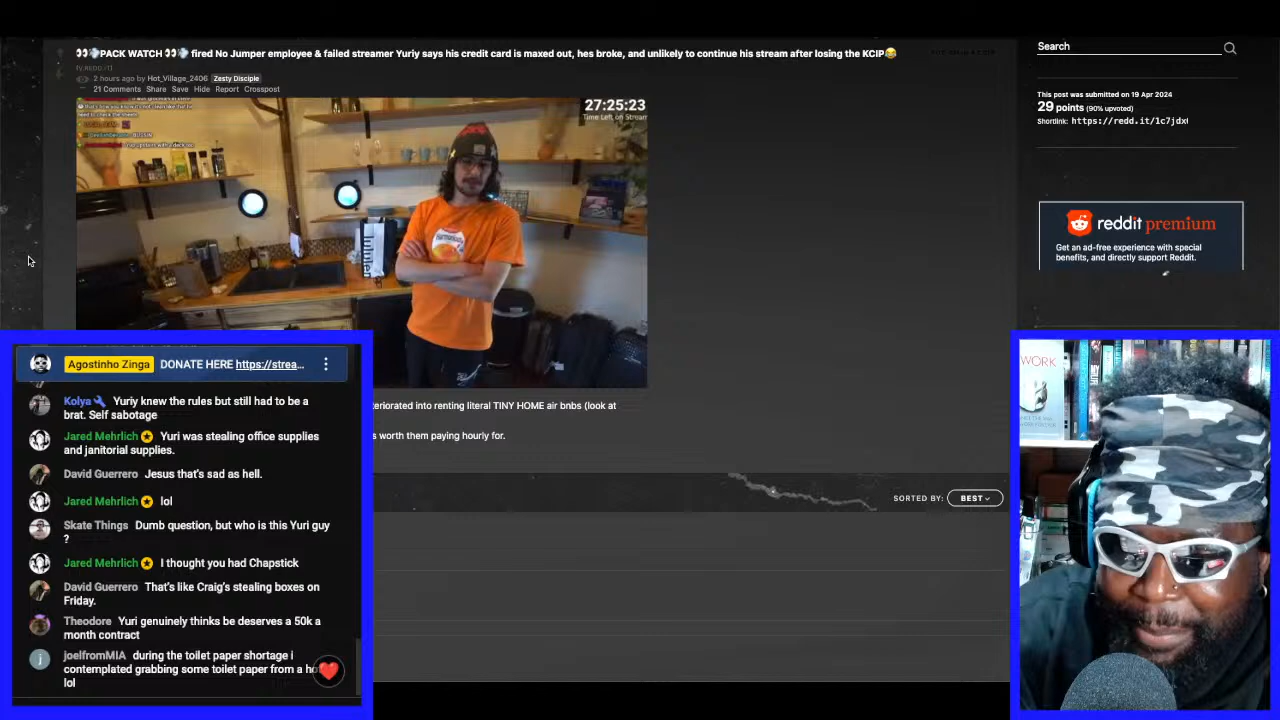 👀💨PACK WATCH 👀💨 fired No Jumper employee & failed streamer Yuriy says his credit card is maxed out, hes broke, and unlikely to continue his stream after losing the KCIP😂
2 hours ago by Hot_Village_2406 Zesty Disciple
21 Comments Share Save Hide Report Crosspost
27:25:23
Time Left on Stream
teriorated into renting literal TINY HOME air bnbs (look at
s worth them paying hourly for.
SORTED BY: BEST
Search
This post was submitted on 19 Apr 2024
29 points (90% upvoted)
Shortlink: https://redd.it/1c7jdx
reddit premium
Get an ad-free experience with special
benefits, and directly support Reddit.
Agostinho Zinga DONATE HERE https://strea...
Kolya Yuriy knew the rules but still had to be a
brat. Self sabotage
Jared Mehrlich Yuri was stealing office supplies
and janitorial supplies.
David Guerrero Jesus that's sad as hell.
Jared Mehrlich lol
Skate Things Dumb question, but who is this Yuri guy
?
Jared Mehrlich I thought you had Chapstick
David Guerrero That's like Craig's stealing boxes on
Friday.
Theodore Yuri genuinely thinks be deserves a 50k a
month contract
joelfromMIA during the toilet paper shortage i
contemplated grabbing some toilet paper from a ho
lol
WORK